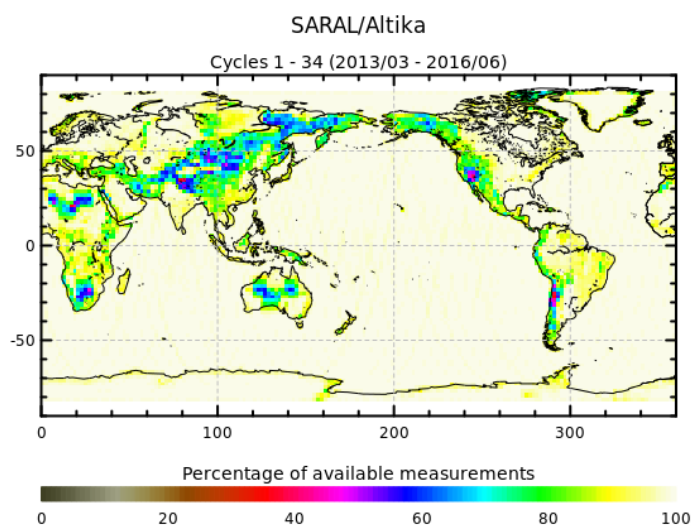 SARAL/Altika
Cycles 1 - 34 (2013/03 - 2016/06)
50
0
-50
0 100 200 300
Percentage of available measurements
0 20 40 60 80 100